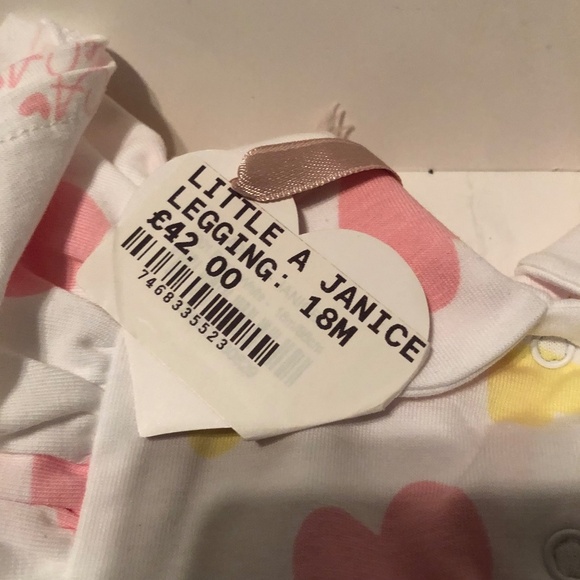 LITTLE A JANICE
LEGGING: 18M
£42.00
7468335523